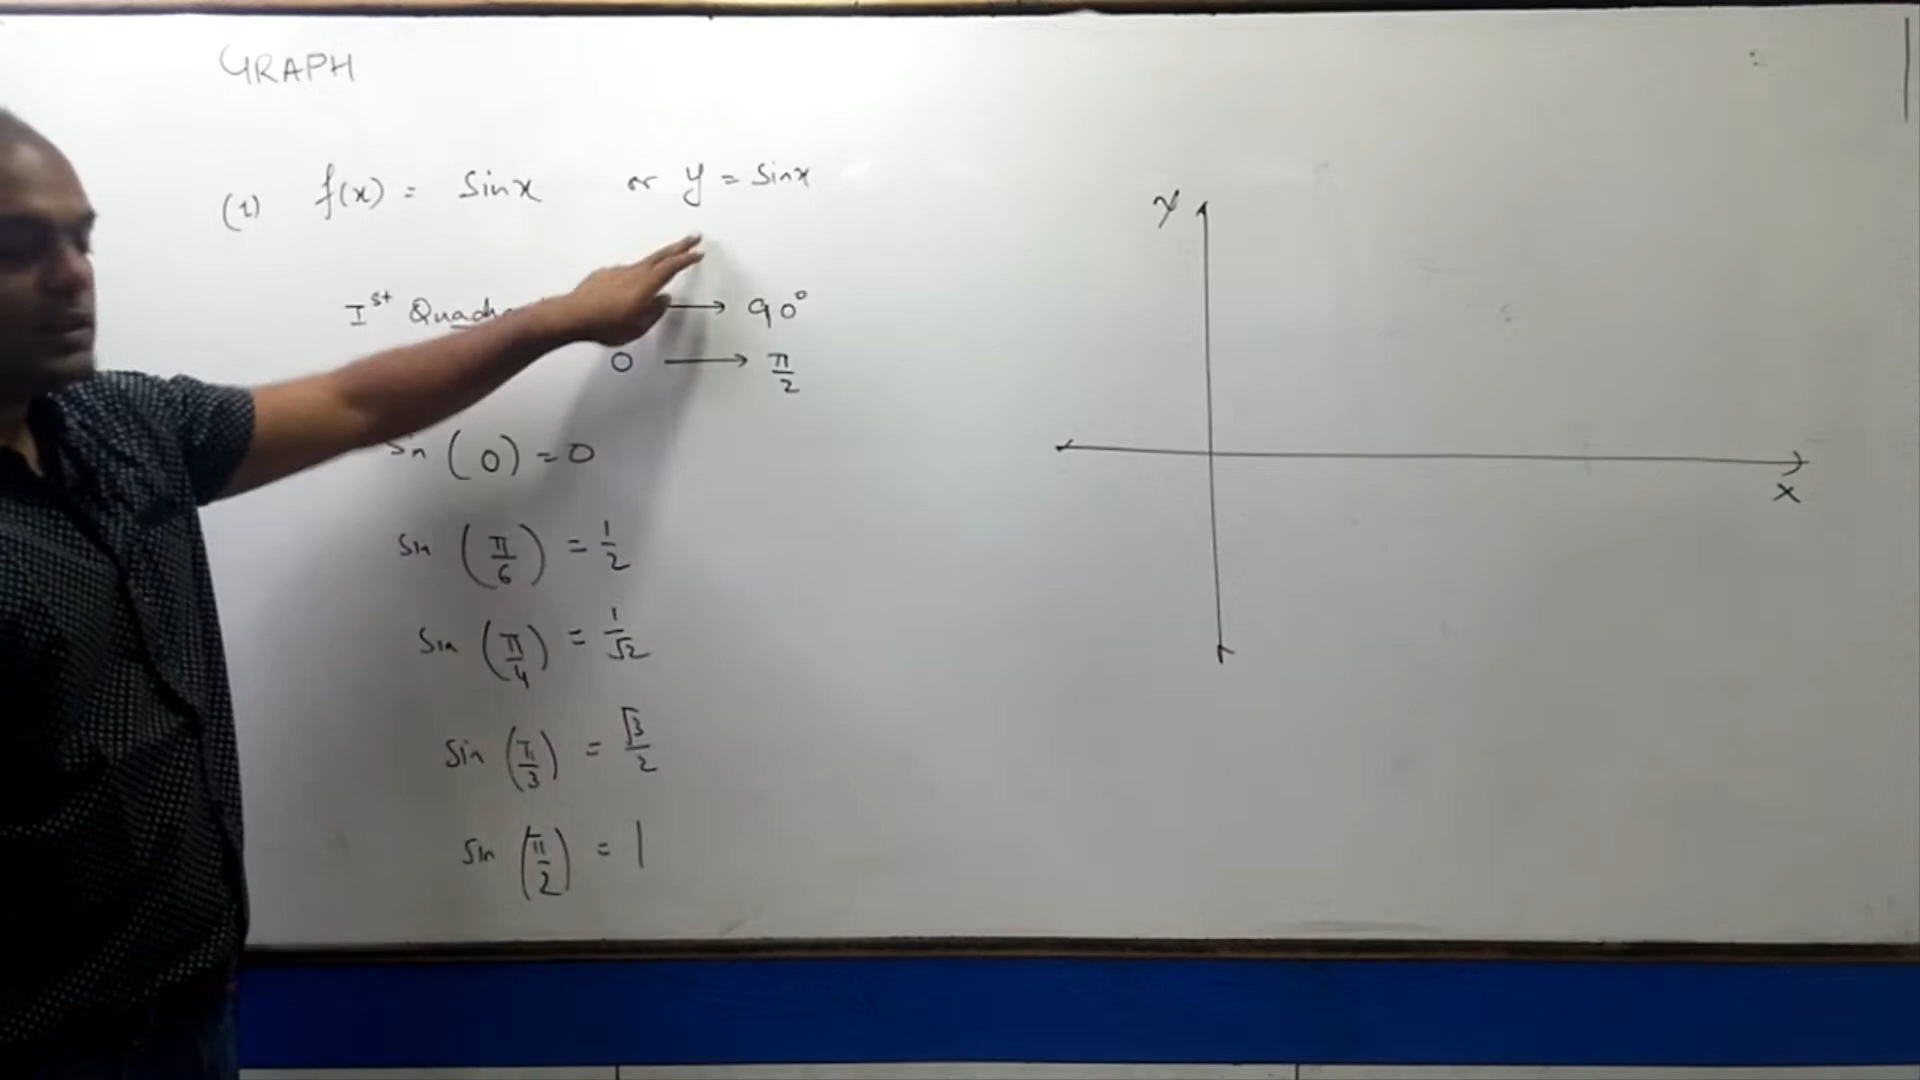 GRAPH
(1) f(x) = Sinx or y = Sinx
Ist → 90°
0 → π/2
Sin (0) = 0
Sin (π/6) = 1/2
Sin (π/4) = 1/√2
Sin (π/3) = √3/2
Sin (π/2) = 1
Y
X